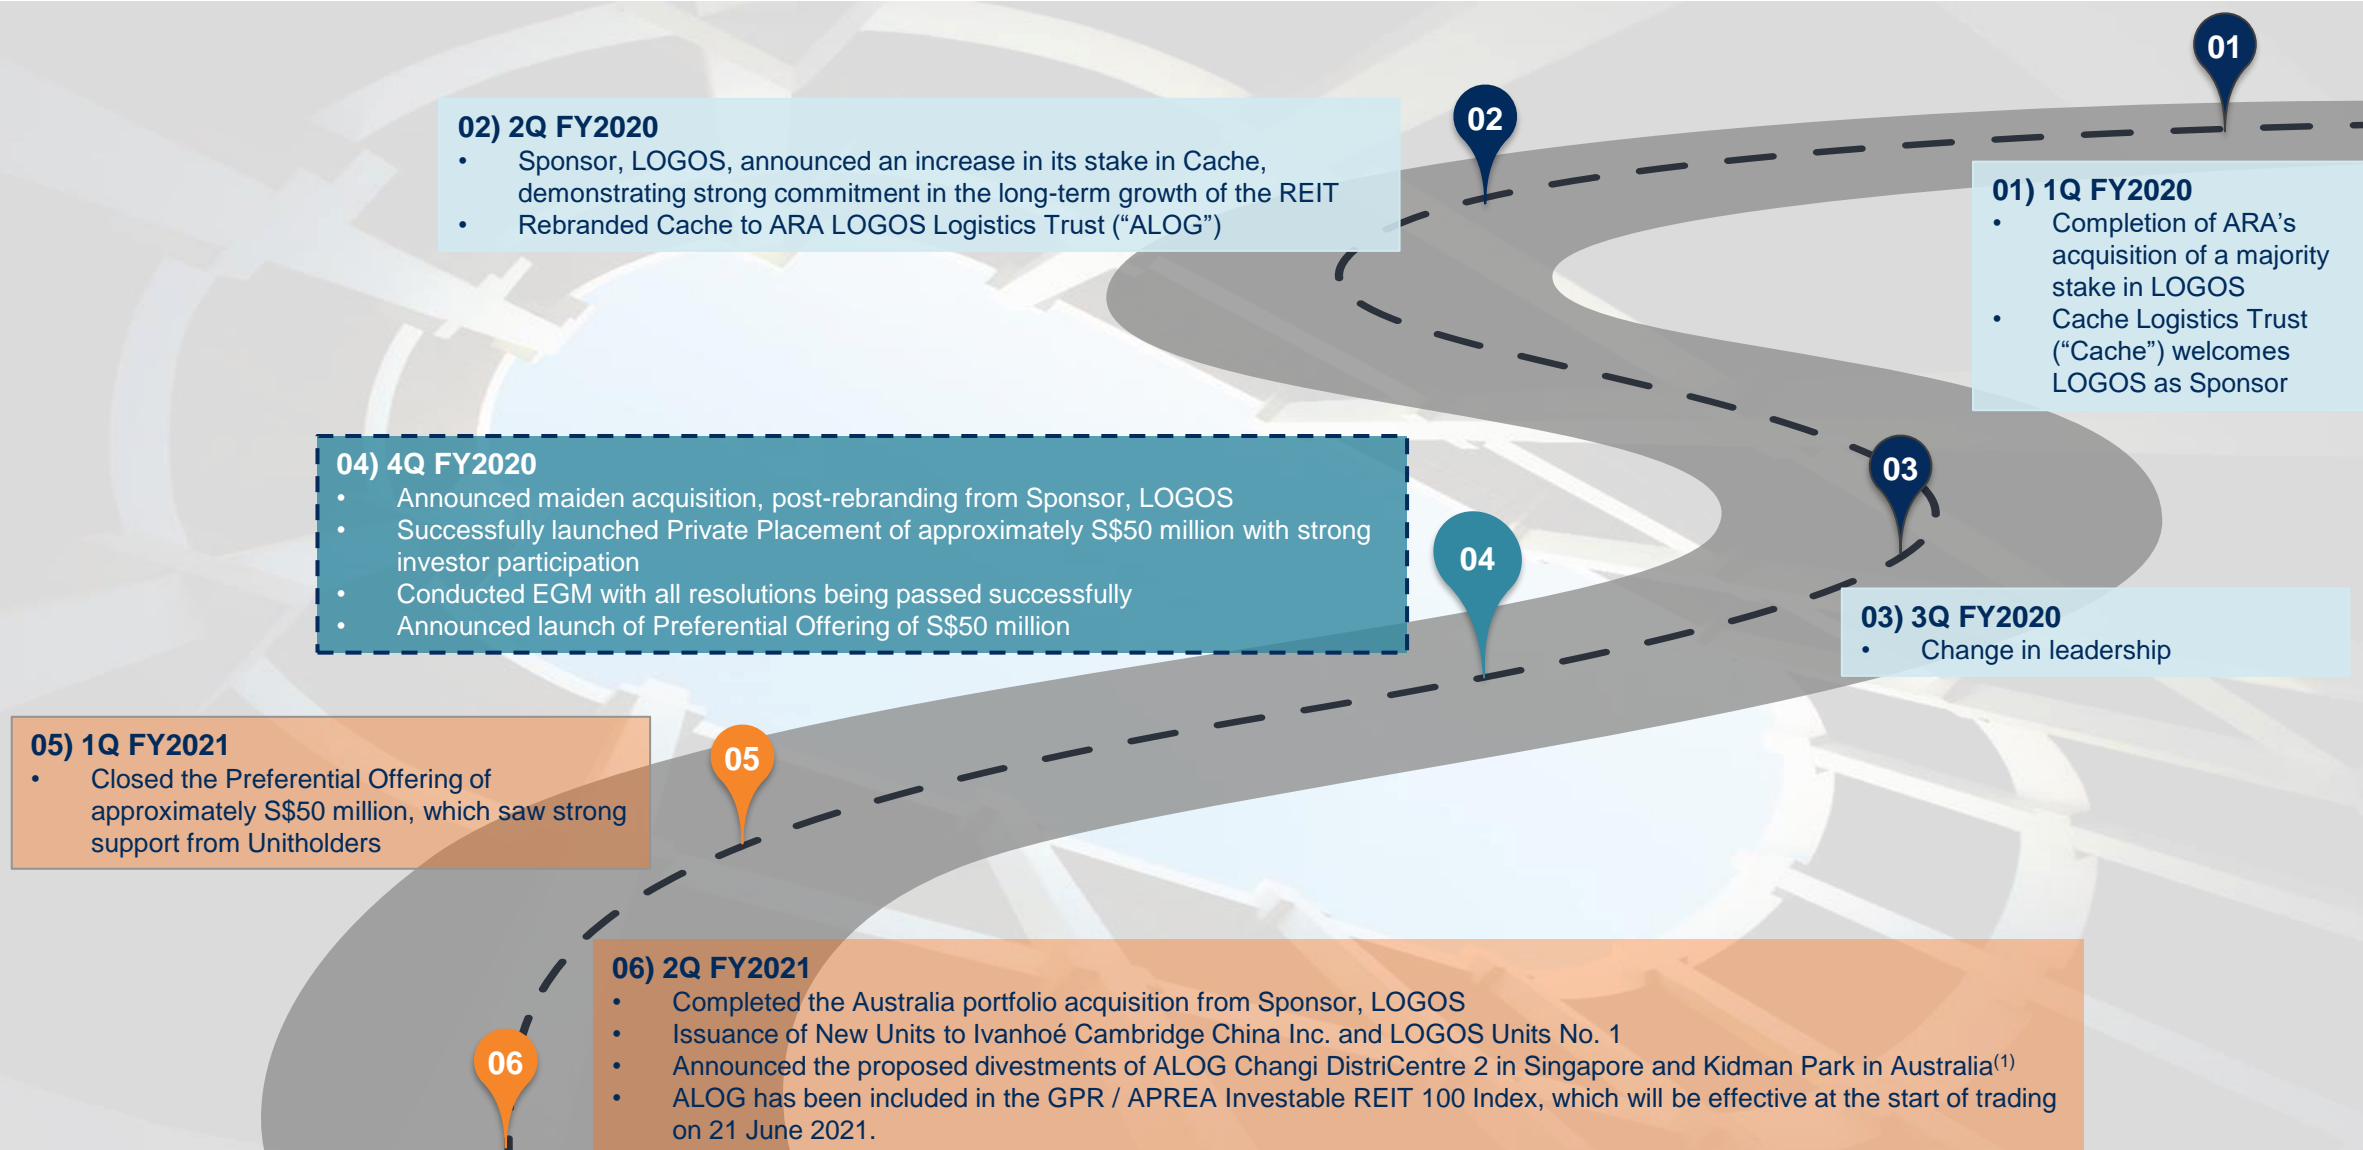 01
01) 1Q FY2020
• Completion of ARA’s
acquisition of a majority
stake in LOGOS
• Cache Logistics Trust
(“Cache”) welcomes
LOGOS as Sponsor
02
02) 2Q FY2020
• Sponsor, LOGOS, announced an increase in its stake in Cache,
demonstrating strong commitment in the long-term growth of the REIT
• Rebranded Cache to ARA LOGOS Logistics Trust (“ALOG”)
03
03) 3Q FY2020
• Change in leadership
04
04) 4Q FY2020
• Announced maiden acquisition, post-rebranding from Sponsor, LOGOS
• Successfully launched Private Placement of approximately S$50 million with strong
investor participation
• Conducted EGM with all resolutions being passed successfully
• Announced launch of Preferential Offering of S$50 million
05
05) 1Q FY2021
• Closed the Preferential Offering of
approximately S$50 million, which saw strong
support from Unitholders
06
06) 2Q FY2021
• Completed the Australia portfolio acquisition from Sponsor, LOGOS
• Issuance of New Units to Ivanhoé Cambridge China Inc. and LOGOS Units No. 1
• Announced the proposed divestments of ALOG Changi DistriCentre 2 in Singapore and Kidman Park in Australia(1)
• ALOG has been included in the GPR / APREA Investable REIT 100 Index, which will be effective at the start of trading
on 21 June 2021.